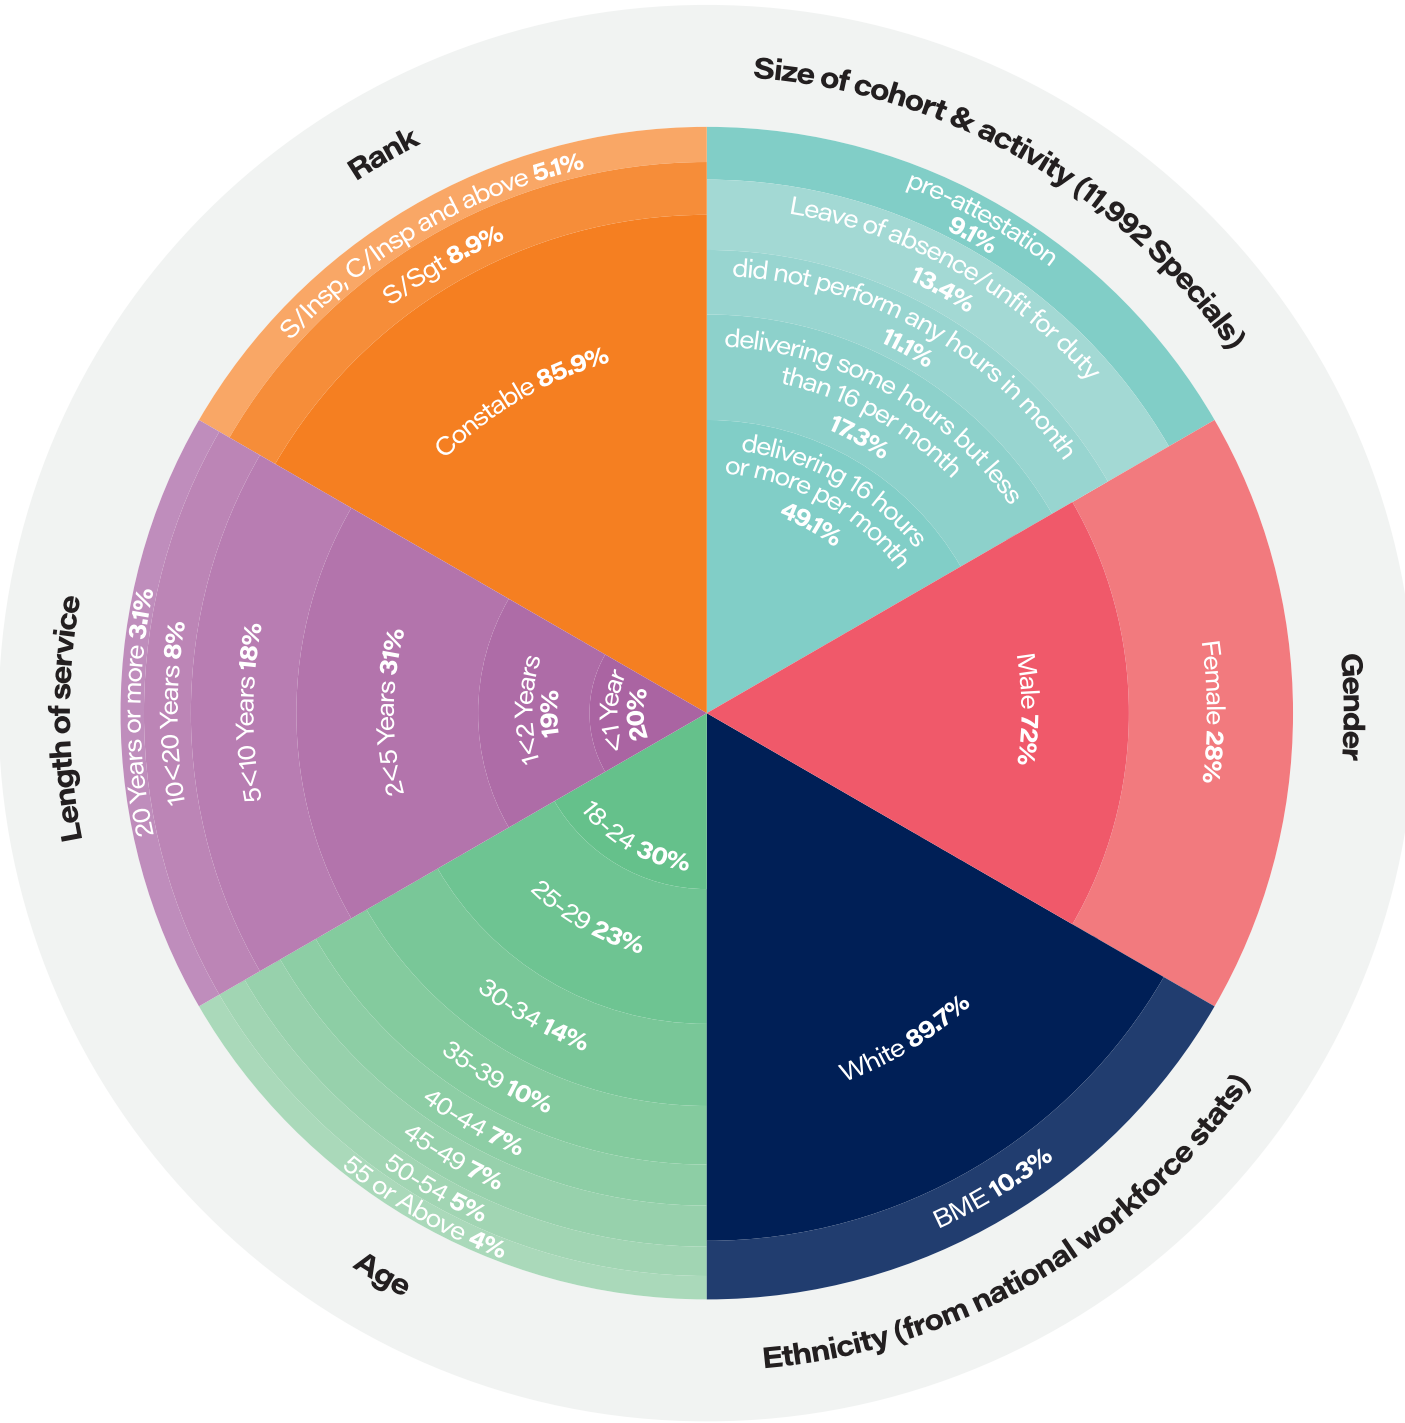 Size of cohort & activity (11,992 Specials)
pre-attestation
9.1%
Leave of absence/unfit for duty
13.4%
did not perform any hours in month
11.1%
delivering some hours but less
than 16 per month
17.3%
delivering 16 hours
or more per month
49.1%
Gender
Male 72%
Female 28%
Ethnicity (from national workforce stats)
White 89.7%
BME 10.3%
Age
18-24 30%
25-29 23%
30-34 14%
35-39 10%
40-44 7%
45-49 7%
50-54 5%
55 or Above 4%
Length of service
20 Years or more 3.1%
10<20 Years 8%
5<10 Years 18%
2<5 Years 31%
1<2 Years
19%
<1 Year
20%
Rank
S/Insp, C/Insp and above 5.1%
S/Sgt 8.9%
Constable 85.9%